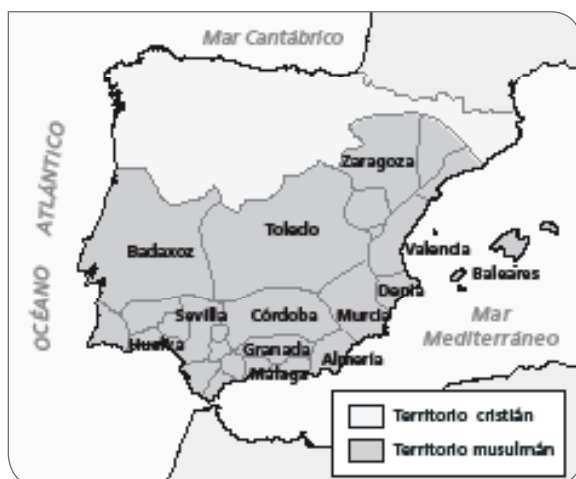 Mar Cantábrico
OCÉANO ATLÁNTICO
Zaragoza
Toledo
Badaxoz
Valencia
Baleares
Denia
Sevilla
Córdoba
Murcia
Huelva
Granada
Almería
Málaga
Mar
Mediterráneo
Territorio cristián
Territorio musulmán